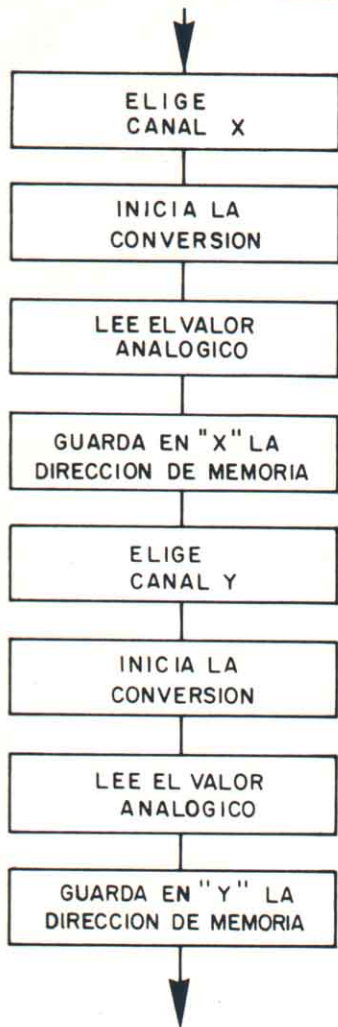 ELIGE
CANAL X
INICIA LA
CONVERSION
LEE EL VALOR
ANALOGICO
GUARDA EN "X" LA
DIRECCION DE MEMORIA
ELIGE
CANAL Y
INICIA LA
CONVERSION
LEE EL VALOR
ANALOGICO
GUARDA EN "Y" LA
DIRECCION DE MEMORIA